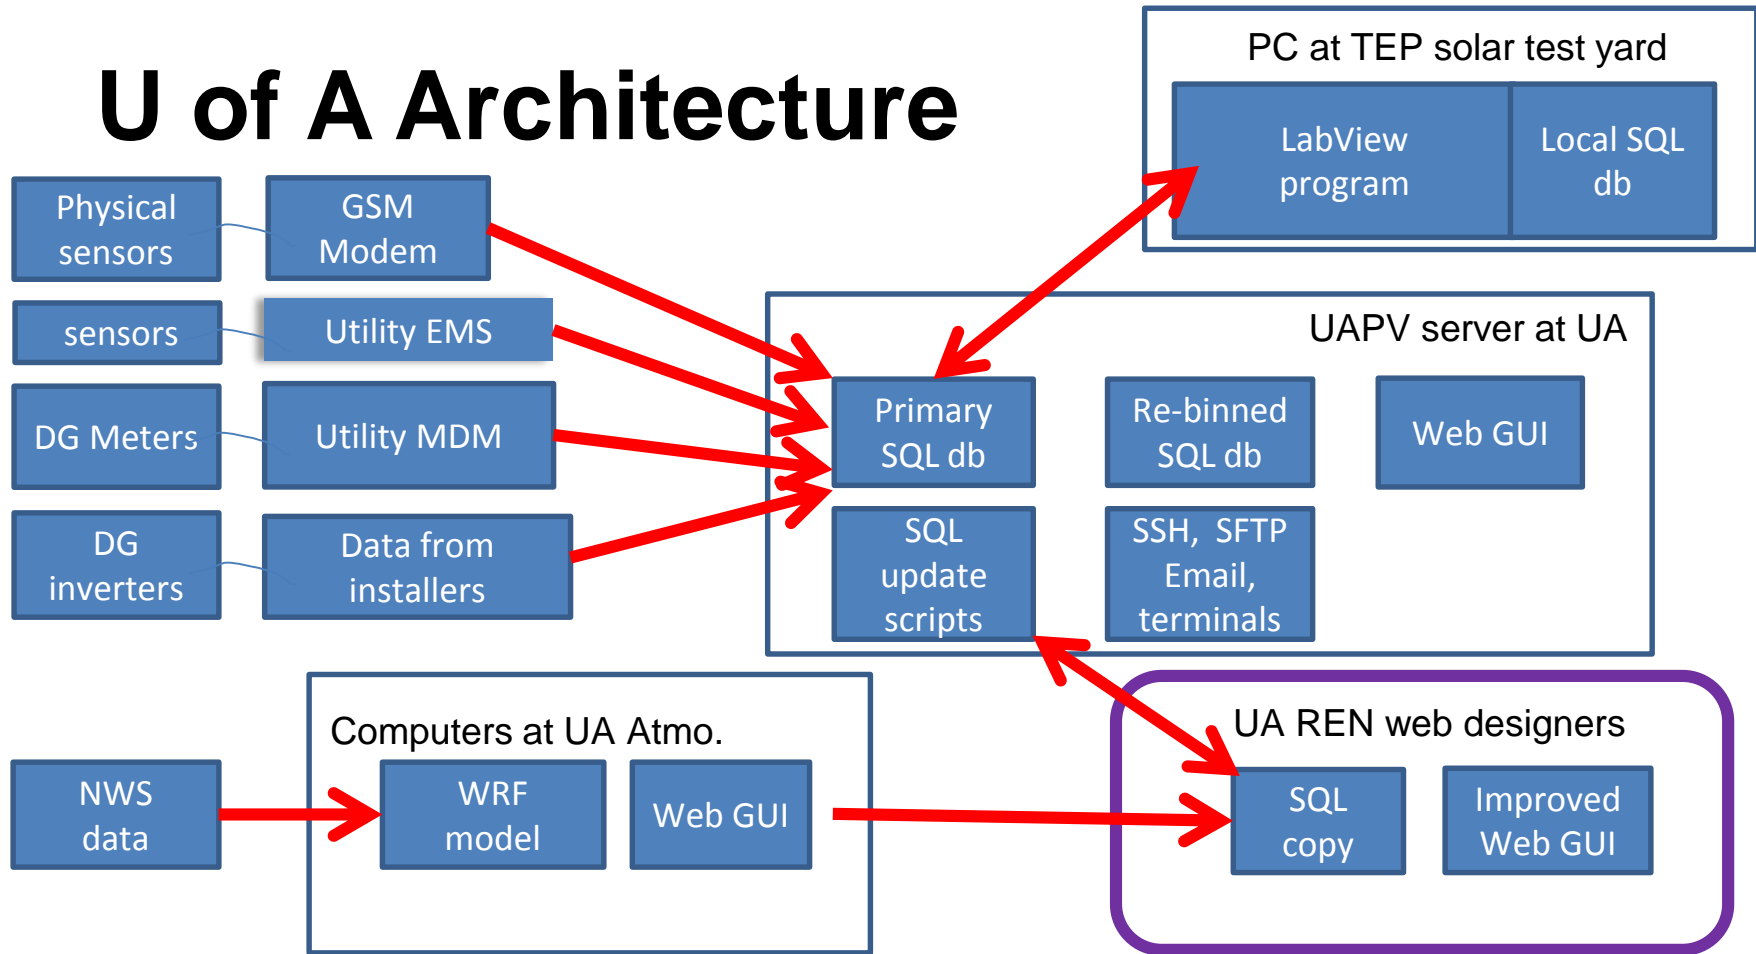 U of A Architecture
PC at TEP solar test yard
LabView
program
Local SQL
db
Physical
sensors
GSM
Modem
sensors
Utility EMS
DG Meters
Utility MDM
DG
inverters
Data from
installers
UAPV server at UA
Primary
SQL db
Re-binned
SQL db
Web GUI
SQL
update
scripts
SSH, SFTP
Email,
terminals
Computers at UA Atmo.
NWS
data
WRF
model
Web GUI
UA REN web designers
SQL
copy
Improved
Web GUI